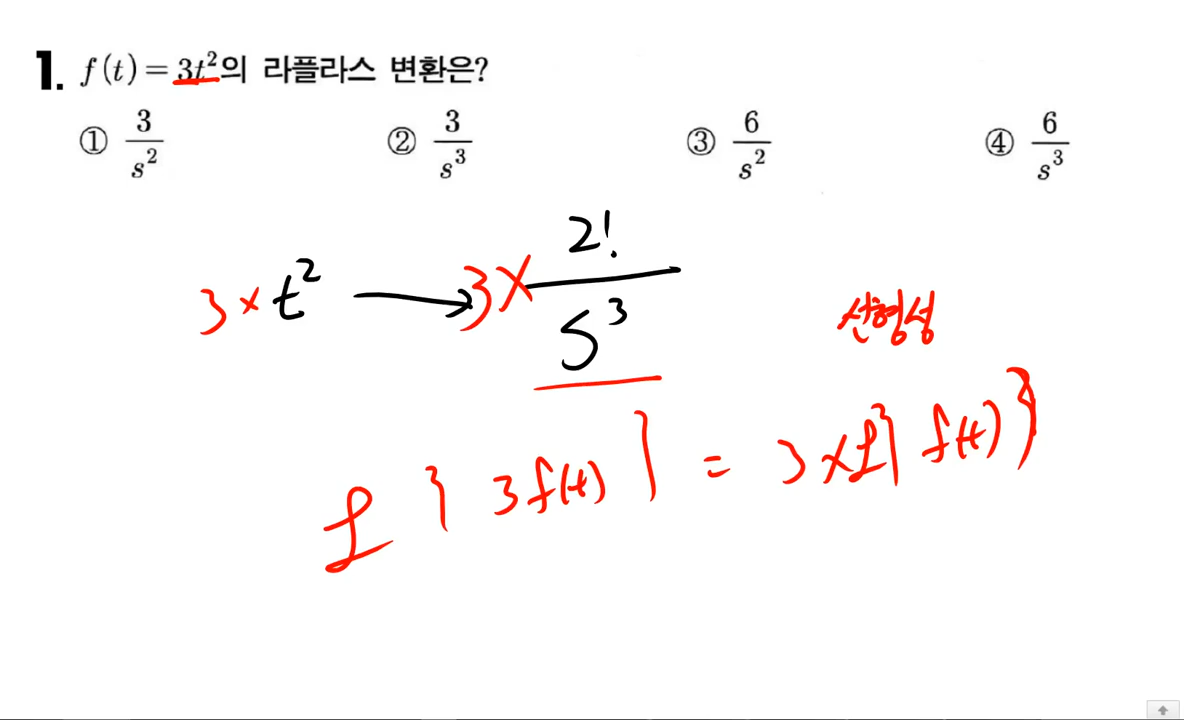 1. f(t) = 3t²의 라플라스 변환은?
① 3/s² ② 3/s³ ③ 6/s² ④ 6/s³
3 × t² → 3 × 2!/S³
선형성
£{3f(t)} = 3 × £{f(t)}